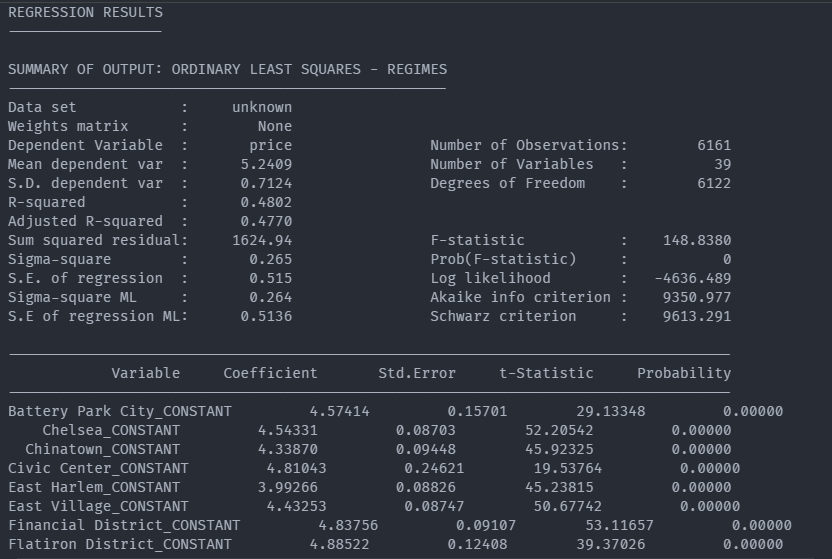 REGRESSION RESULTS
SUMMARY OF OUTPUT: ORDINARY LEAST SQUARES - REGIMES
Data set : unknown
Weights matrix : None
Dependent Variable : price Number of Observations: 6161
Mean dependent var : 5.2409 Number of Variables : 39
S.D. dependent var : 0.7124 Degrees of Freedom : 6122
R-squared : 0.4802
Adjusted R-squared : 0.4770
Sum squared residual: 1624.94 F-statistic : 148.8380
Sigma-square : 0.265 Prob(F-statistic) : 0
S.E. of regression : 0.515 Log likelihood : -4636.489
Sigma-square ML : 0.264 Akaike info criterion : 9350.977
S.E of regression ML: 0.5136 Schwarz criterion : 9613.291
Variable Coefficient Std.Error t-Statistic Probability
Battery Park City_CONSTANT 4.57414 0.15701 29.13348 0.00000
Chelsea_CONSTANT 4.54331 0.08703 52.20542 0.00000
Chinatown_CONSTANT 4.33870 0.09448 45.92325 0.00000
Civic Center_CONSTANT 4.81043 0.24621 19.53764 0.00000
East Harlem_CONSTANT 3.99266 0.08826 45.23815 0.00000
East Village_CONSTANT 4.43253 0.08747 50.67742 0.00000
Financial District_CONSTANT 4.83756 0.09107 53.11657 0.00000
Flatiron District_CONSTANT 4.88522 0.12408 39.37026 0.00000